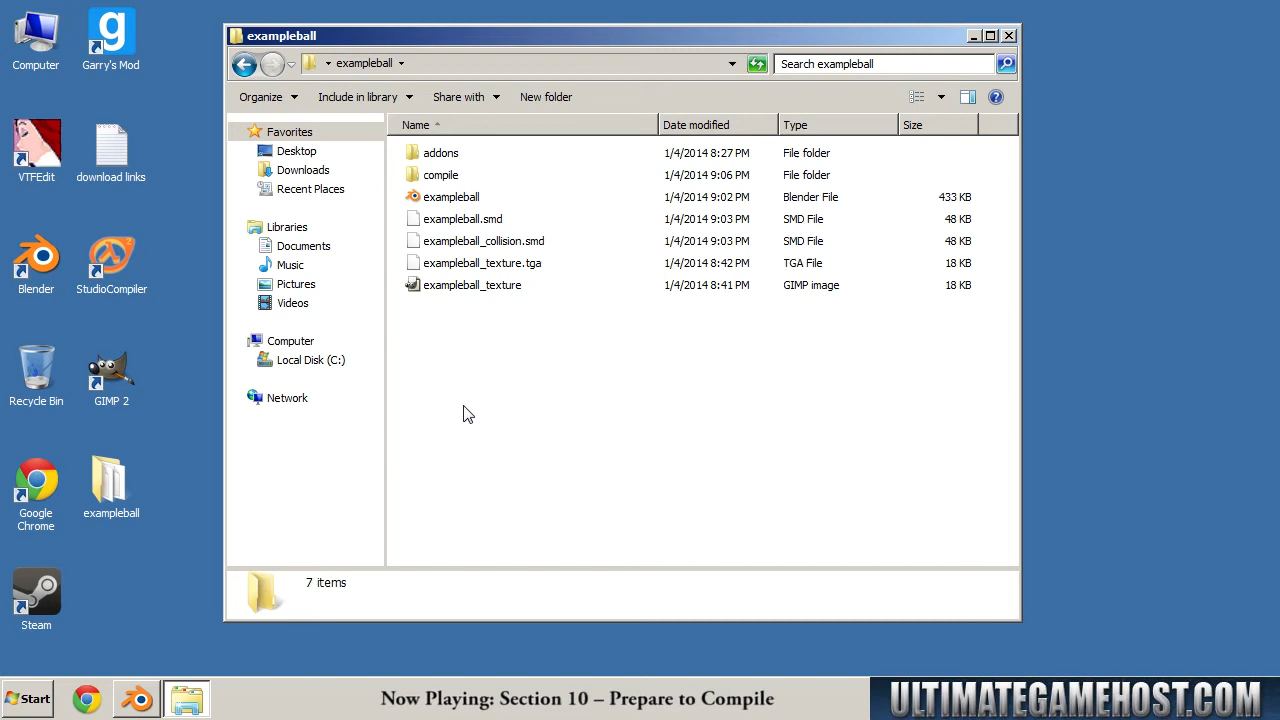 Computer
Garry's Mod
VTFEdit
download links
Blender
StudioCompiler
Recycle Bin
GIMP 2
Google Chrome
exampleball
Steam
exampleball
exampleball
Search exampleball
Organize Include in library Share with New folder
Favorites
Desktop
Downloads
Recent Places
Libraries
Documents
Music
Pictures
Videos
Computer
Local Disk (C:)
Network
Name Date modified Type Size
addons 1/4/2014 8:27 PM File folder
compile 1/4/2014 9:06 PM File folder
exampleball 1/4/2014 9:02 PM Blender File 433 KB
exampleball.smd 1/4/2014 9:03 PM SMD File 48 KB
exampleball_collision.smd 1/4/2014 9:03 PM SMD File 48 KB
exampleball_texture.tga 1/4/2014 8:42 PM TGA File 18 KB
exampleball_texture 1/4/2014 8:41 PM GIMP image 18 KB
7 items
Start
Now Playing: Section 10 – Prepare to Compile
ULTIMATEGAMEHOST.COM